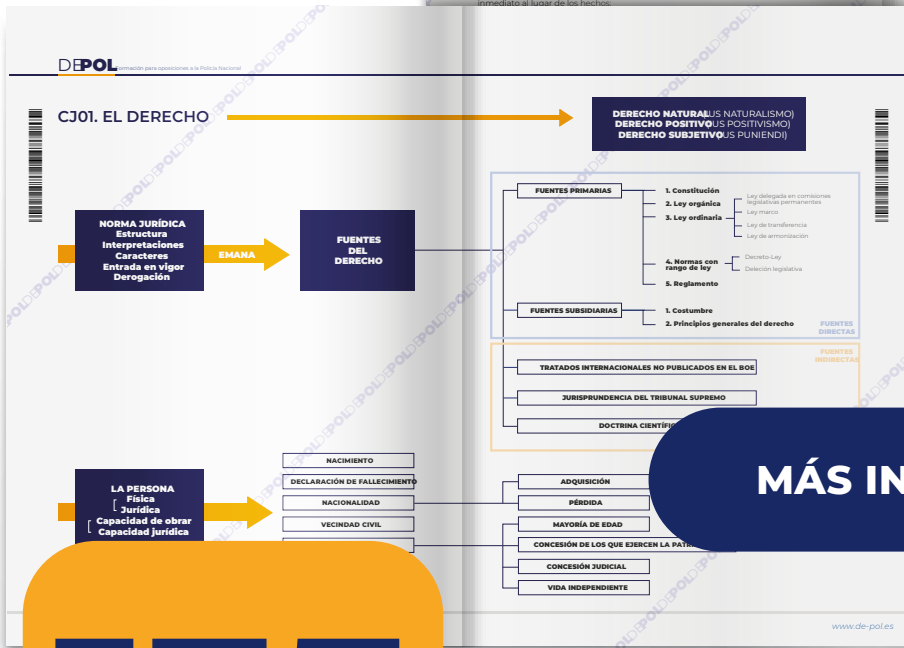 inmediato al lugar de los hechos;
DEPOL Formación para oposiciones a la Policía Nacional
CJ01. EL DERECHO
DERECHO NATURAL US NATURALISMO)
DERECHO POSITIVO US POSITIVISMO)
DERECHO SUBJETIVO US PUNIENDI)
NORMA JURÍDICA
Estructura
Interpretaciones
Caracteres
Entrada en vigor
Derogación
EMANA
FUENTES
DEL
DERECHO
FUENTES PRIMARIAS
1. Constitución
2. Ley orgánica
3. Ley ordinaria
Ley delegada en comisiones
legislativas permanentes
Ley marco
Ley de transferencia
Ley de armonización
4. Normas con
rango de ley
Decreto-Ley
Deleción legislativa
5. Reglamento
FUENTES SUBSIDIARIAS
1. Costumbre
2. Principios generales del derecho
FUENTES
DIRECTAS
FUENTES
INDIRECTAS
TRATADOS INTERNACIONALES NO PUBLICADOS EN EL BOE
JURISPRUDENCIA DEL TRIBUNAL SUPREMO
DOCTRINA
LA PERSONA
Física
Jurídica
Capacidad de obrar
Capacidad jurídica
NACIMIENTO
DECLARACIÓN DE FALLECIMIENTO
NACIONALIDAD
VECINDAD CIVIL
ADQUISICIÓN
PÉRDIDA
MAYORÍA DE EDAD
CONCESIÓN DE LOS QUE EJERCEN LA
CONCESIÓN JUDICIAL
VIDA INDEPENDIENTE
MÁS IN
www.de-pol.es